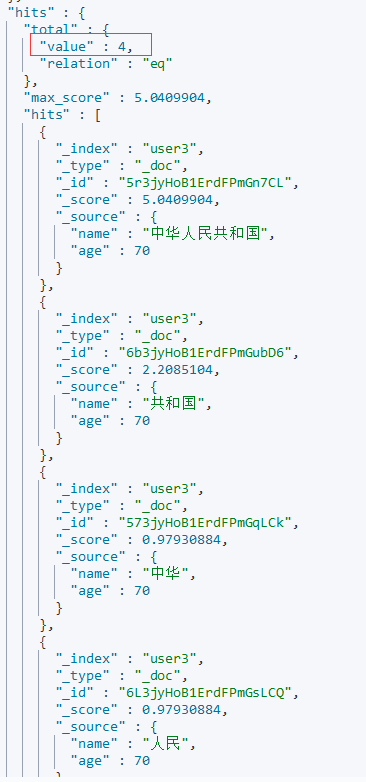 "hits" : {
"total" : {
"value" : 4,
"relation" : "eq"
},
"max_score" : 5.0409904,
"hits" : [
{
"_index" : "user3",
"_type" : "_doc",
"_id" : "5r3jyHoB1ErdFPmGn7CL",
"_score" : 5.0409904,
"_source" : {
"name" : "中华人民共和国",
"age" : 70
}
},
{
"_index" : "user3",
"_type" : "_doc",
"_id" : "6b3jyHoB1ErdFPmGubD6",
"_score" : 2.2085104,
"_source" : {
"name" : "共和国",
"age" : 70
}
},
{
"_index" : "user3",
"_type" : "_doc",
"_id" : "573jyHoB1ErdFPmGqLCk",
"_score" : 0.97930884,
"_source" : {
"name" : "中华",
"age" : 70
}
},
{
"_index" : "user3",
"_type" : "_doc",
"_id" : "6L3jyHoB1ErdFPmGsLCQ",
"_score" : 0.97930884,
"_source" : {
"name" : "人民",
"age" : 70